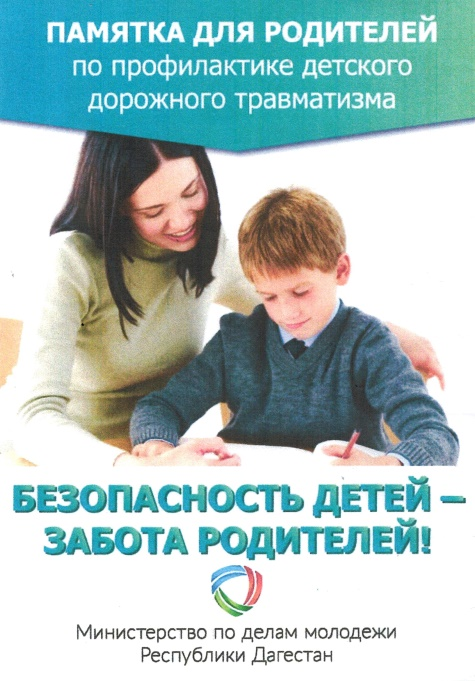 ПАМЯТКА ДЛЯ РОДИТЕЛЕЙ
по профилактике детского
дорожного травматизма
БЕЗОПАСНОСТЬ ДЕТЕЙ –
ЗАБОТА РОДИТЕЛЕЙ!
Министерство по делам молодежи
Республики Дагестан